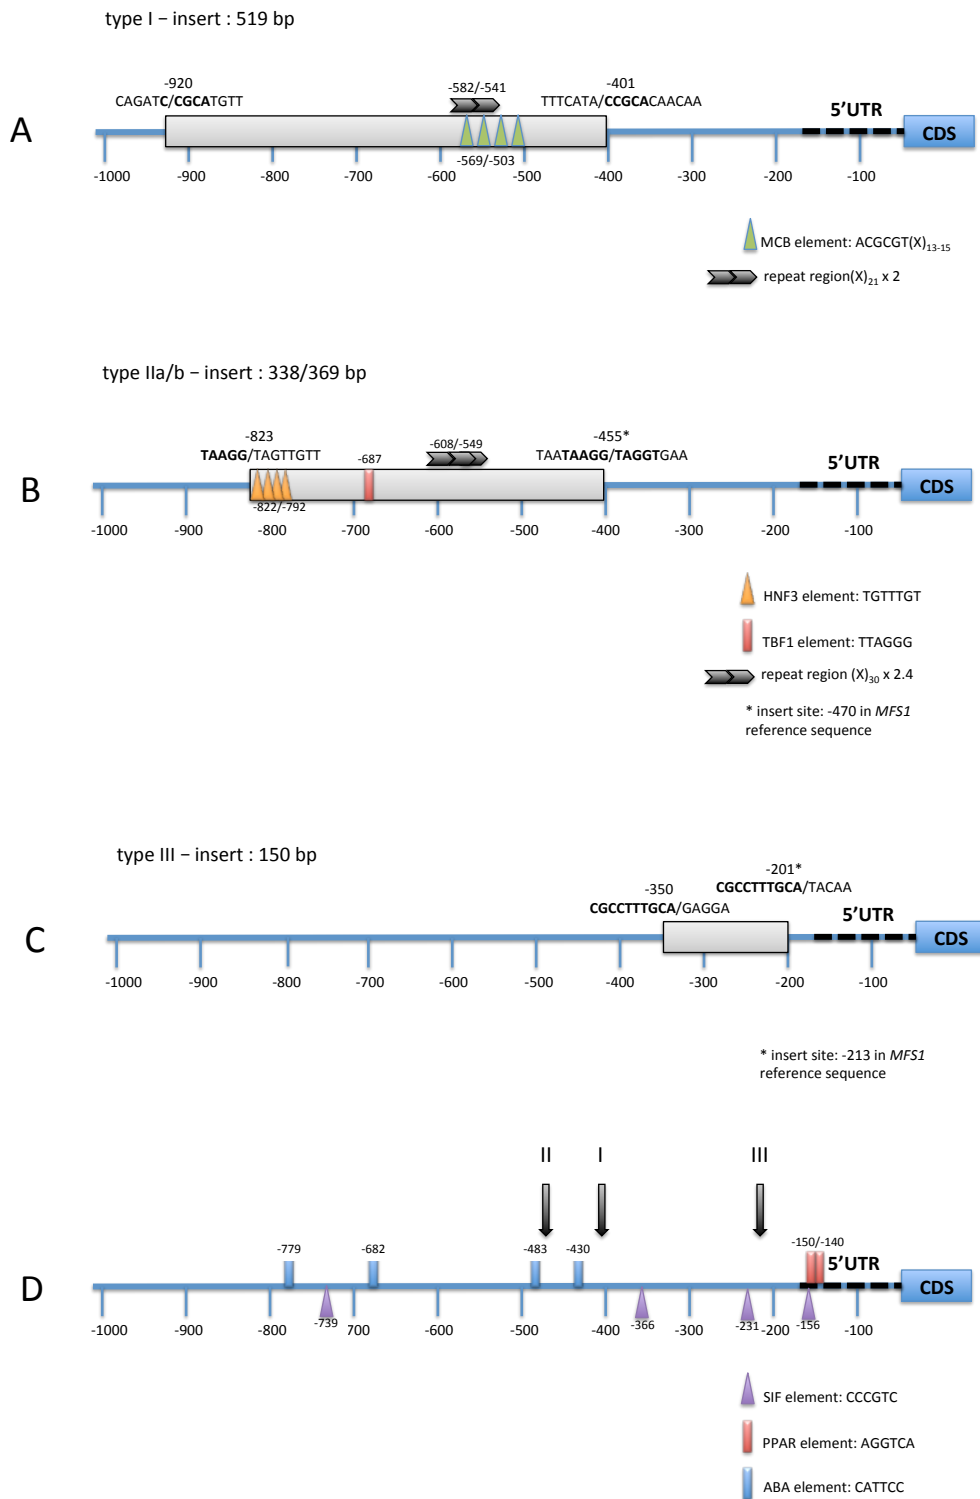 type I – insert : 519 bp
-920
CAGATC/CGCATGTT
-582/-541
-401
TTTCATA/CCGCACAACAA
5'UTR
A
CDS
-569/-503
-1000 -900 -800 -700 -600 -500 -400 -300 -200 -100
MCB element: ACGCGT(X)13-15
repeat region(X)21 x 2
type IIa/b – insert : 338/369 bp
-823
TAAGG/TAGTTGTT
-687
-608/-549
-455*
TAATAAGG/TAGGTGAA
5'UTR
B
CDS
-822/-792
-1000 -900 -800 -700 -600 -500 -400 -300 -200 -100
HNF3 element: TGTTTGT
TBF1 element: TTAGGG
repeat region (X)30 x 2.4
* insert site: -470 in MFS1
reference sequence
type III – insert : 150 bp
-201*
CGCCTTTGCA/TACAA
-350
CGCCTTTGCA/GAGGA
5'UTR
C
CDS
-1000 -900 -800 -700 -600 -500 -400 -300 -200 -100
* insert site: -213 in MFS1
reference sequence
II I III
-779 -682 -483 -430 -150/-140
5'UTR
D
CDS
-739 -366 -231 -156
-1000 -900 -800 -700 -600 -500 -400 -300 -200 -100
SIF element: CCCGTC
PPAR element: AGGTCA
ABA element: CATTCC